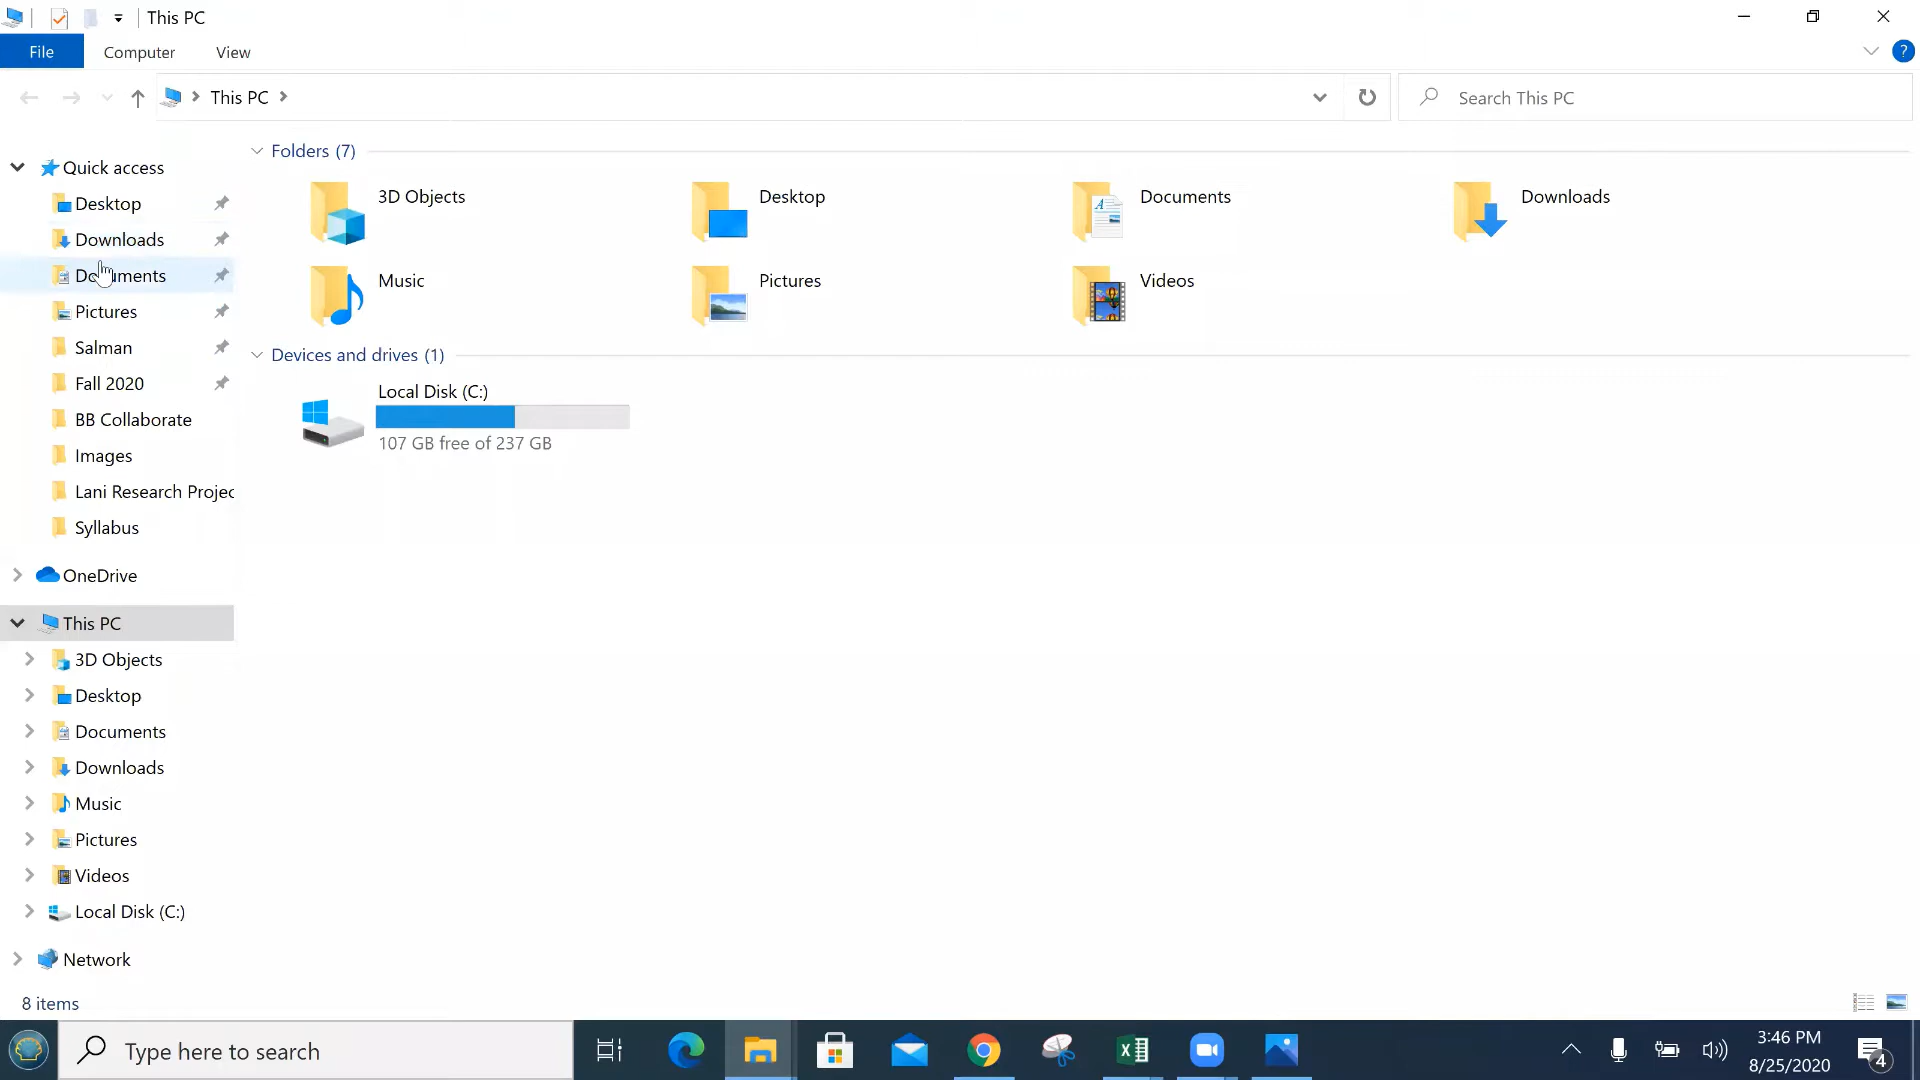 This PC
File
Computer
View
This PC
Search This PC
Quick access
Desktop
Downloads
Documents
Pictures
Salman
Fall 2020
BB Collaborate
Images
Lani Research Projec
Syllabus
OneDrive
This PC
3D Objects
Desktop
Documents
Downloads
Music
Pictures
Videos
Local Disk (C:)
Network
Folders (7)
3D Objects
Desktop
Documents
Downloads
Music
Pictures
Videos
Devices and drives (1)
Local Disk (C:)
107 GB free of 237 GB
8 items
Type here to search
3:46 PM
8/25/2020
4